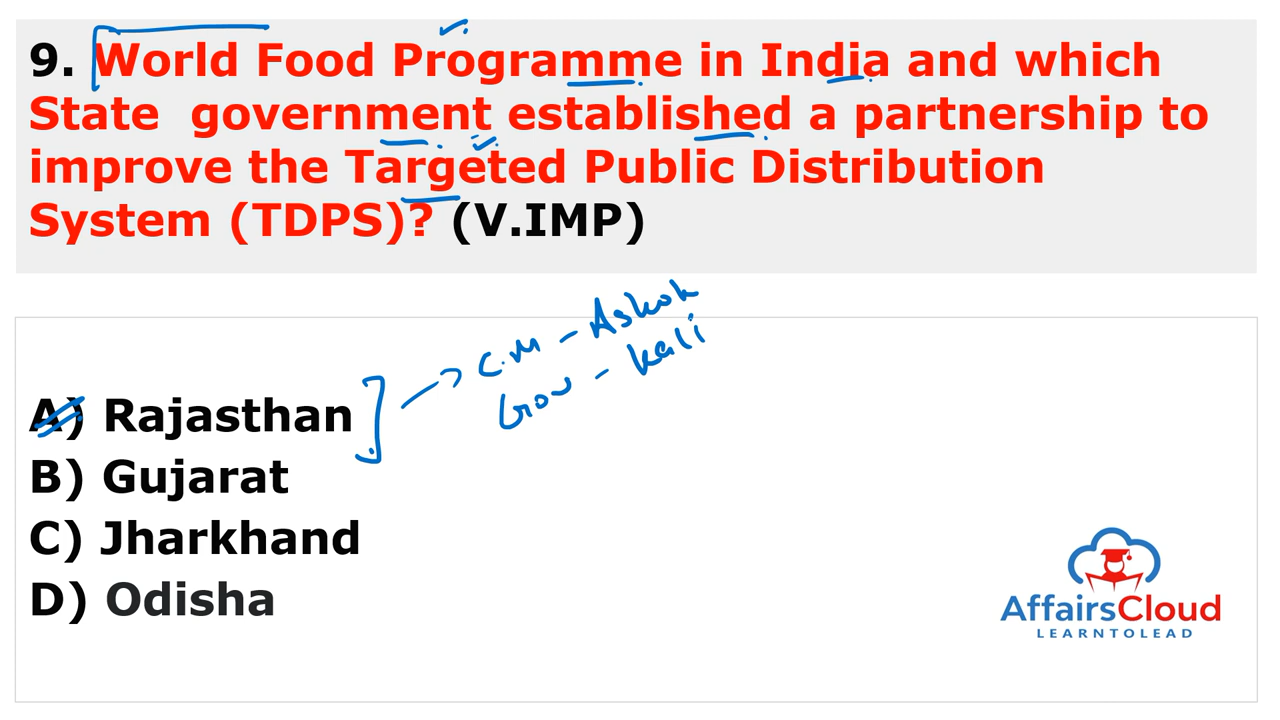 9. World Food Programme in India and which
State government established a partnership to
improve the Targeted Public Distribution
System (TDPS)? (V.IMP)
C.M - Ashok
Gov - Kali
A) Rajasthan
B) Gujarat
C) Jharkhand
D) Odisha
AffairsCloud
LEARNTOLEAD